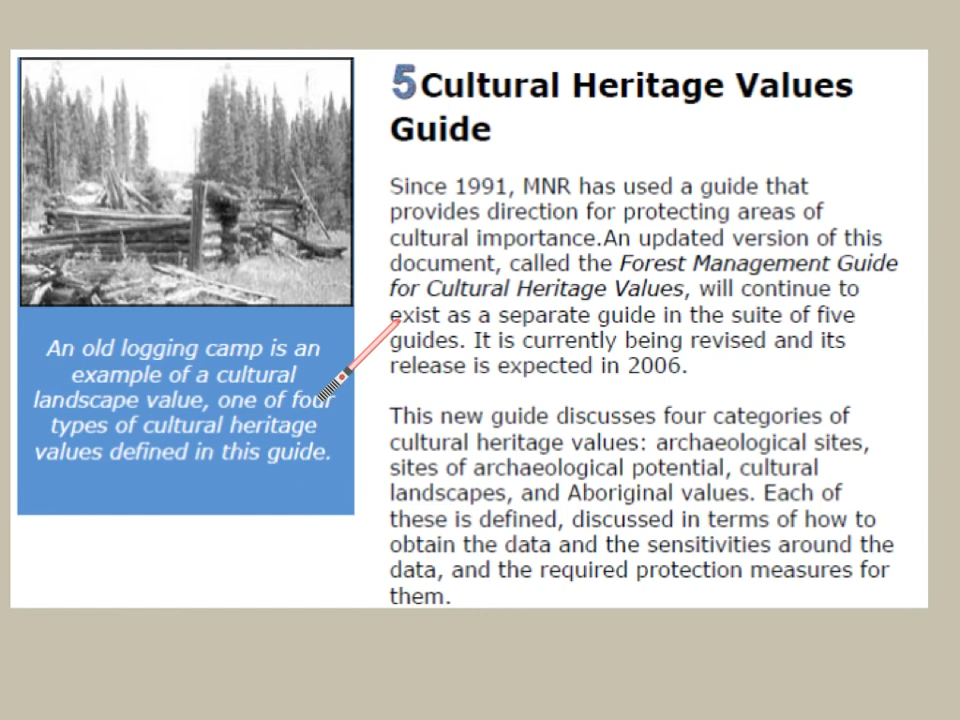 5 Cultural Heritage Values
Guide
Since 1991, MNR has used a guide that
provides direction for protecting areas of
cultural importance.An updated version of this
document, called the Forest Management Guide
for Cultural Heritage Values, will continue to
exist as a separate guide in the suite of five
guides. It is currently being revised and its
release is expected in 2006.
This new guide discusses four categories of
cultural heritage values: archaeological sites,
sites of archaeological potential, cultural
landscapes, and Aboriginal values. Each of
these is defined, discussed in terms of how to
obtain the data and the sensitivities around the
data, and the required protection measures for
them.
An old logging camp is an
example of a cultural
landscape value, one of four
types of cultural heritage
values defined in this guide.